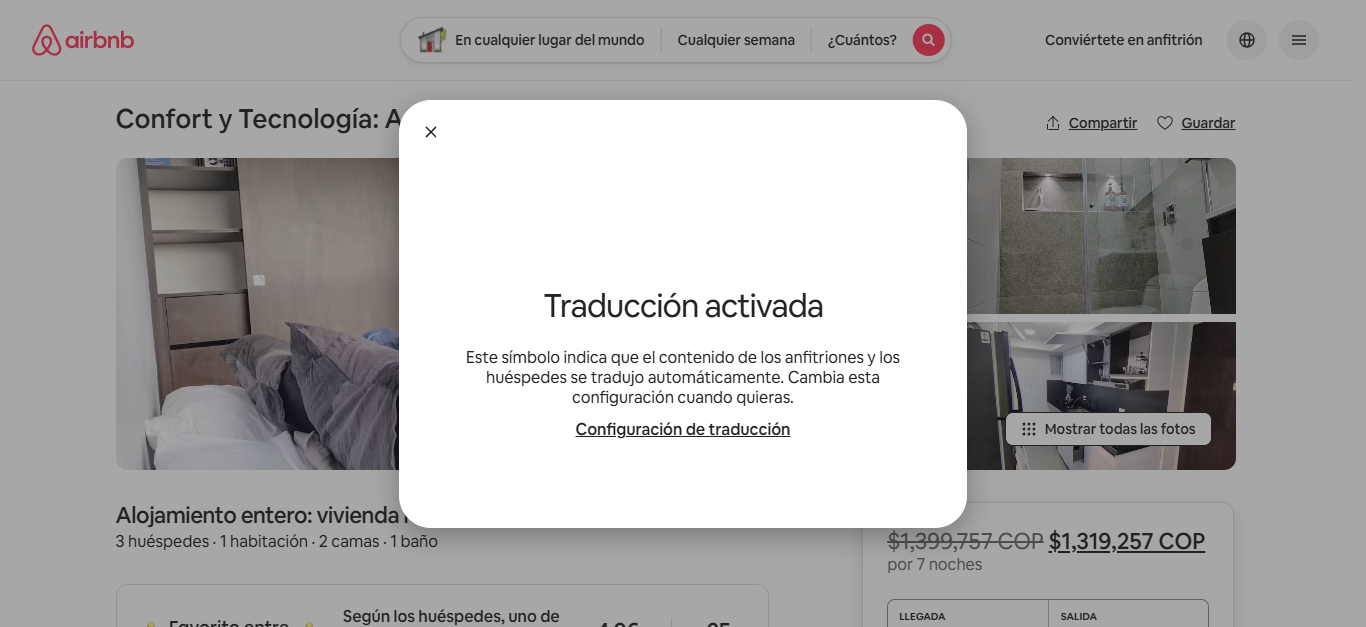 airbnb
En cualquier lugar del mundo
Cualquier semana
¿Cuántos?
Conviértete en anfitrión
Confort y Tecnología: A
Compartir
Guardar
Traducción activada
Este símbolo indica que el contenido de los anfitriones y los
huéspedes se tradujo automáticamente. Cambia esta
configuración cuando quieras.
Configuración de traducción
Mostrar todas las fotos
Alojamiento entero: vivienda
3 huéspedes · 1 habitación · 2 camas · 1 baño
$1,399,757 COP $1,319,257 COP
por 7 noches
Favorito entre
Según los huéspedes, uno de
LLEGADA
SALIDA